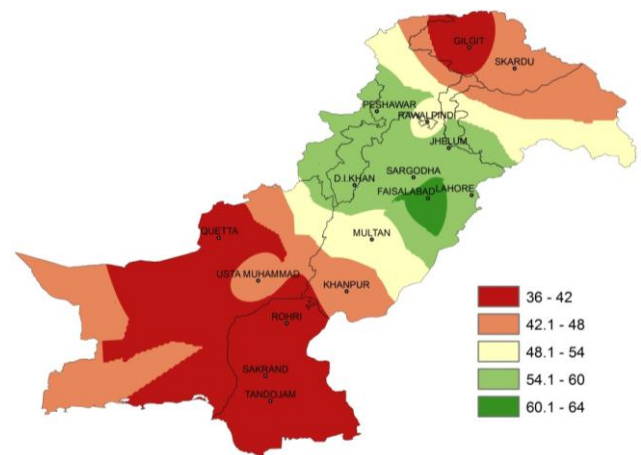 GILGIT
SKARDU
PESHAWAR
RAWALPINDI
JHELUM
SARGODHA
D.I.KHAN
FAISALABAD
LAHORE
QUETTA
MULTAN
USTA MUHAMMAD
KHANPUR
ROHRI
SAKRAND
TANDOJAM
36 - 42
42.1 - 48
48.1 - 54
54.1 - 60
60.1 - 64